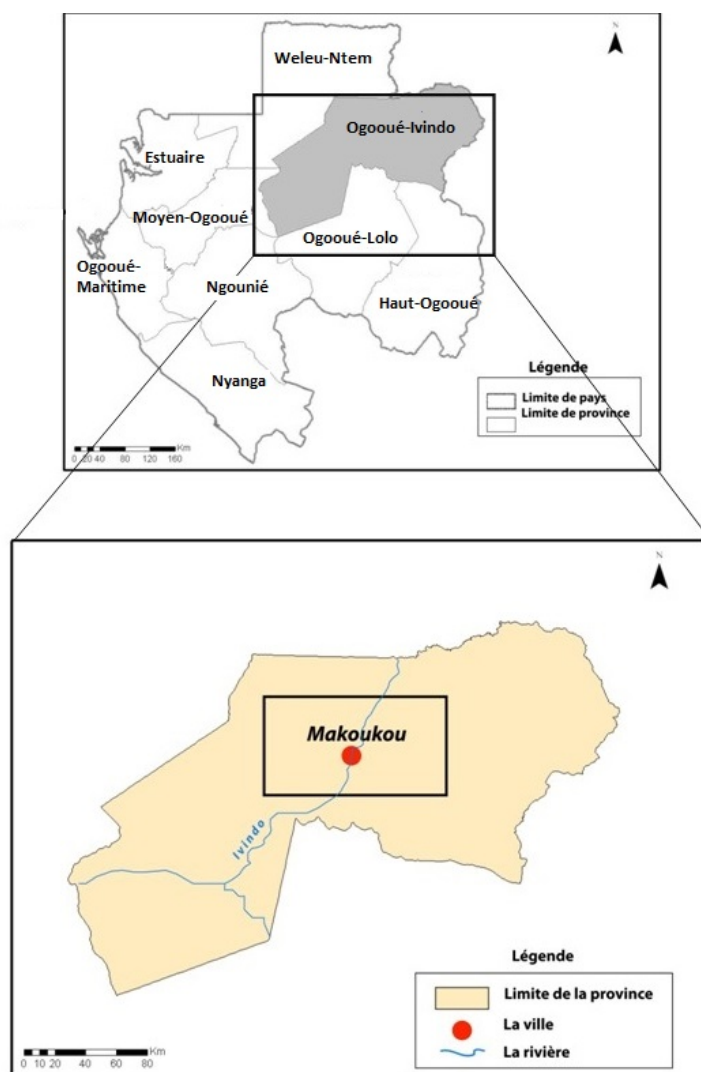 N
Weleu-Ntem
Ogooué-Ivindo
Estuaire
Moyen-Ogooué
Ogooué-Lolo
Ogooué-
Maritime
Ngounié
Haut-Ogooué
Nyanga
Légende
Limite de pays
Limite de province
Km
0 20 40 80 120 160
N
Makoukou
Ivindo
Légende
Limite de la province
La ville
La rivière
Km
0 10 20 40 60 80